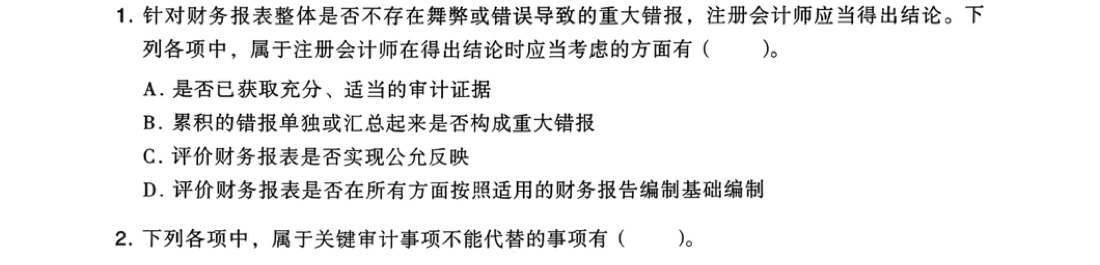 1. 针对财务报表整体是否不存在舞弊或错误导致的重大错报，注册会计师应当得出结论。下
列各项中，属于注册会计师在得出结论时应当考虑的方面有（　　）。
A. 是否已获取充分、适当的审计证据
B. 累积的错报单独或汇总起来是否构成重大错报
C. 评价财务报表是否实现公允反映
D. 评价财务报表是否在所有方面按照适用的财务报告编制基础编制
2. 下列各项中，属于关键审计事项不能代替的事项有（　　）。